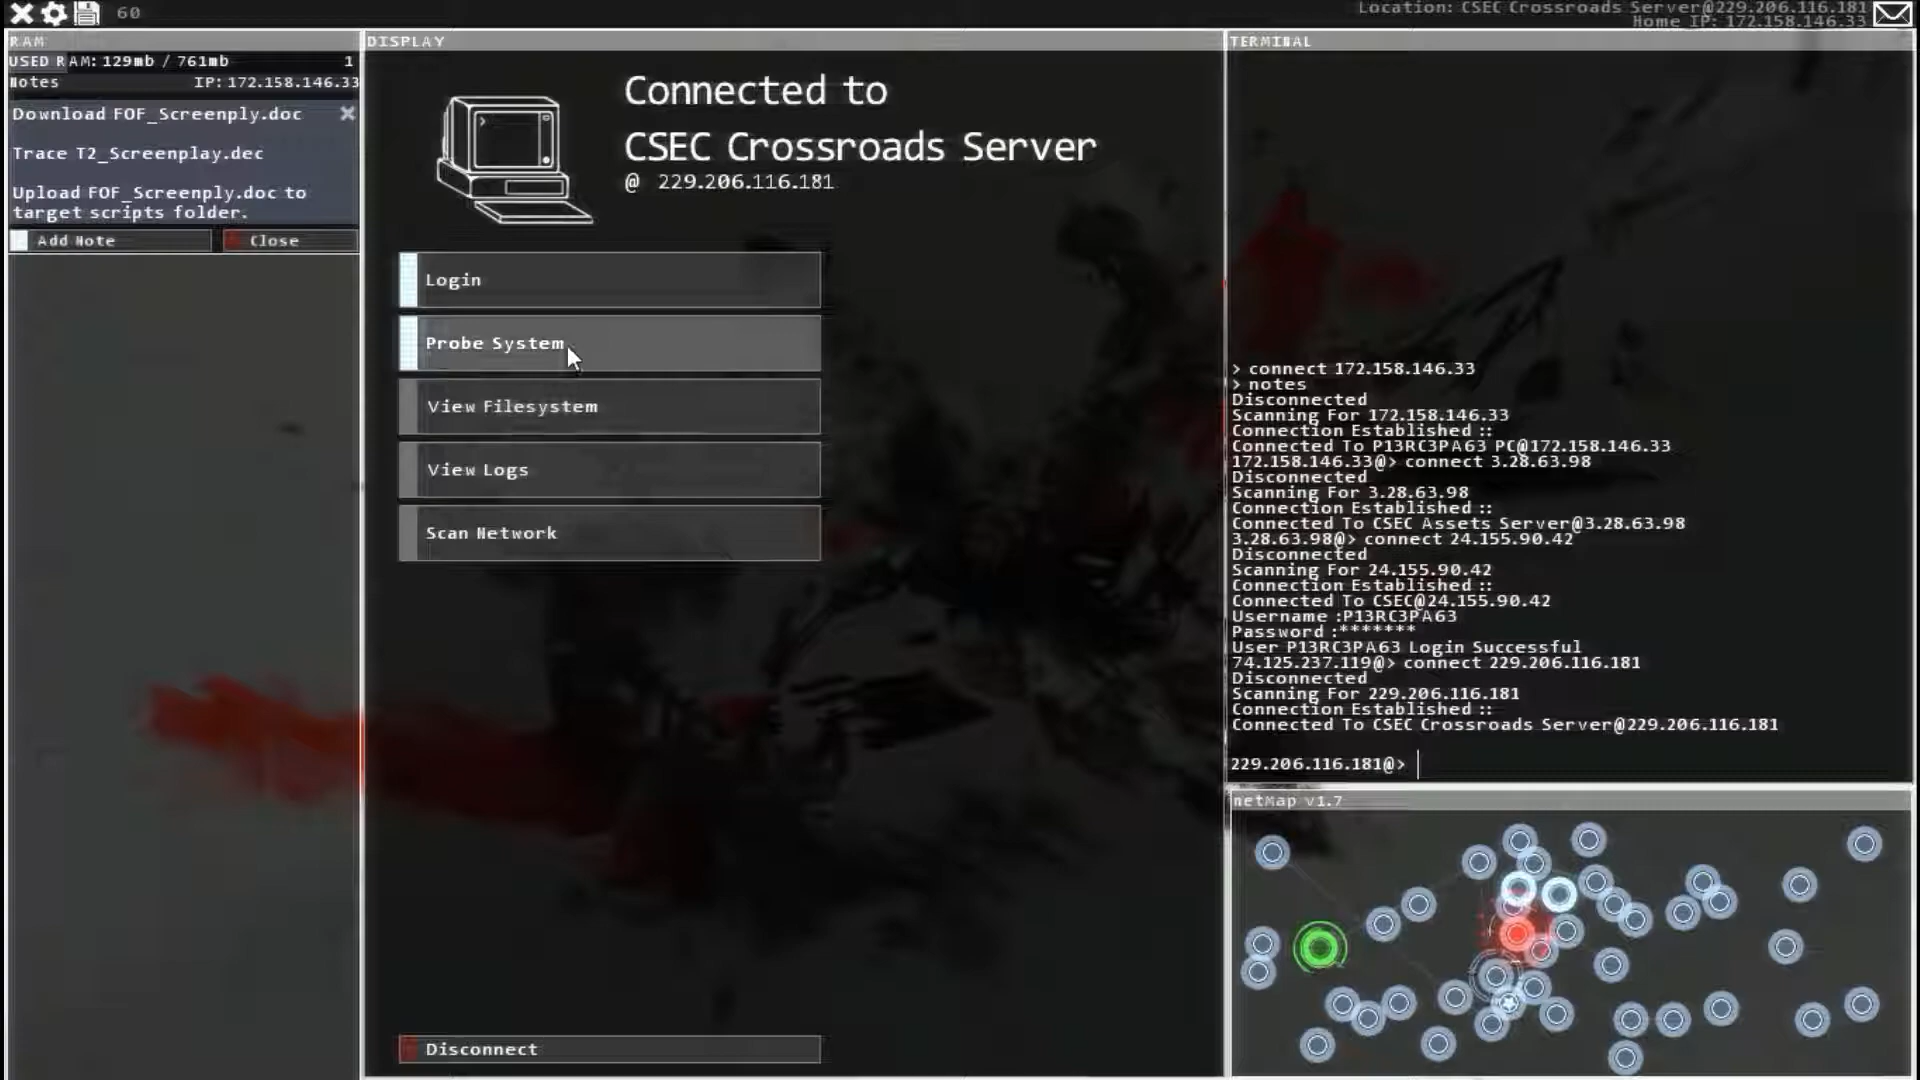 60
Location: CSEC Crossroads Server@229.206.116.181
Home IP: 172.158.146.33
RAM
USED RAM: 129mb / 761mb 1
Notes IP:172.158.146.33
Download FOF_Screenply.doc
Trace T2_Screenplay.dec
Upload FOF_Screenply.doc to
target scripts folder.
Add Note
Close
DISPLAY
Connected to
CSEC Crossroads Server
@ 229.206.116.181
Login
Probe System
View Filesystem
View Logs
Scan Network
Disconnect
TERMINAL
> connect 172.158.146.33
> notes
Disconnected
Scanning For 172.158.146.33
Connection Established ::
Connected To P13RC3PA63 PC@172.158.146.33
172.158.146.33@> connect 3.28.63.98
Disconnected
Scanning For 3.28.63.98
Connection Established ::
Connected To CSEC Assets Server@3.28.63.98
3.28.63.98@> connect 24.155.90.42
Disconnected
Scanning For 24.155.90.42
Connection Established ::
Connected To CSEC@24.155.90.42
Username :P13RC3PA63
Password :*******
User P13RC3PA63 Login Successful
74.125.237.119@> connect 229.206.116.181
Disconnected
Scanning For 229.206.116.181
Connection Established ::
Connected To CSEC Crossroads Server@229.206.116.181
229.206.116.181@>
netMap v1.7